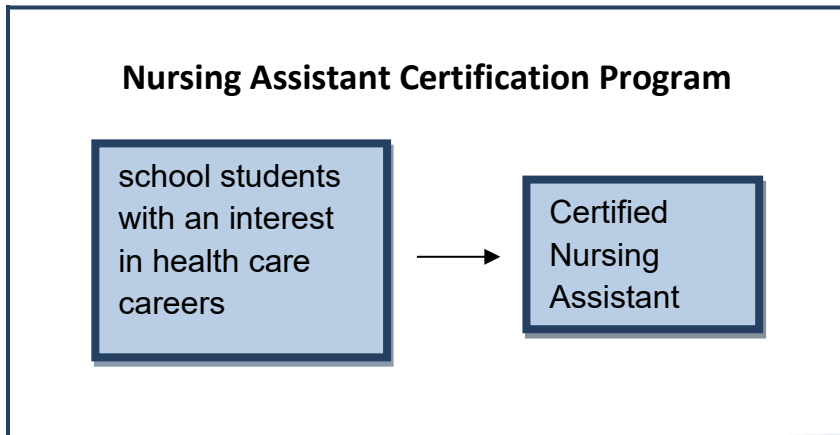 Nursing Assistant Certification Program
school students
with an interest
in health care
careers
Certified
Nursing
Assistant